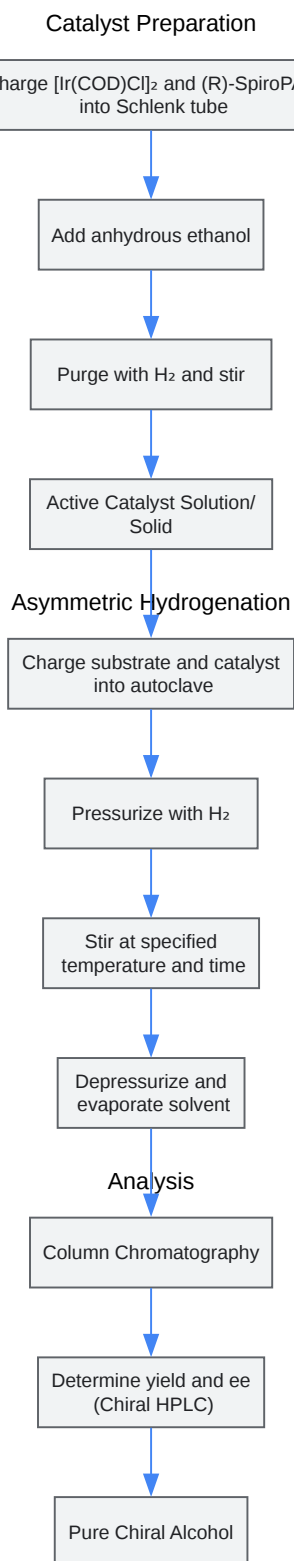 Catalyst Preparation
harge [Ir(COD)Cl]₂ and (R)-SpiroPA
into Schlenk tube
Add anhydrous ethanol
Purge with H₂ and stir
Active Catalyst Solution/
Solid
Asymmetric Hydrogenation
Charge substrate and catalyst
into autoclave
Pressurize with H₂
Stir at specified
temperature and time
Depressurize and
evaporate solvent
Analysis
Column Chromatography
Determine yield and ee
(Chiral HPLC)
Pure Chiral Alcohol